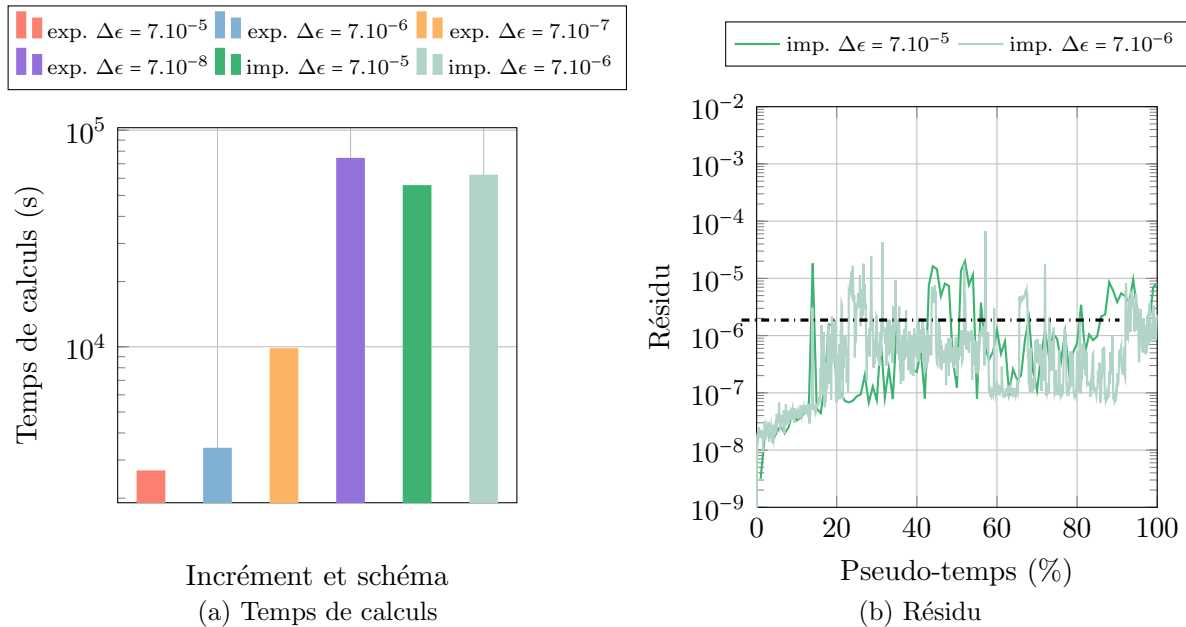 exp. Δϵ = 7.10⁻⁵ exp. Δϵ = 7.10⁻⁶ exp. Δϵ = 7.10⁻⁷
exp. Δϵ = 7.10⁻⁸ imp. Δϵ = 7.10⁻⁵ imp. Δϵ = 7.10⁻⁶
10⁵
10⁴
Temps de calculs (s)
Incrément et schéma
(a) Temps de calculs
imp. Δϵ = 7.10⁻⁵ imp. Δϵ = 7.10⁻⁶
10⁻²
10⁻³
10⁻⁴
10⁻⁵
10⁻⁶
10⁻⁷
10⁻⁸
10⁻⁹
Résidu
0 20 40 60 80 100
Pseudo-temps (%)
(b) Résidu